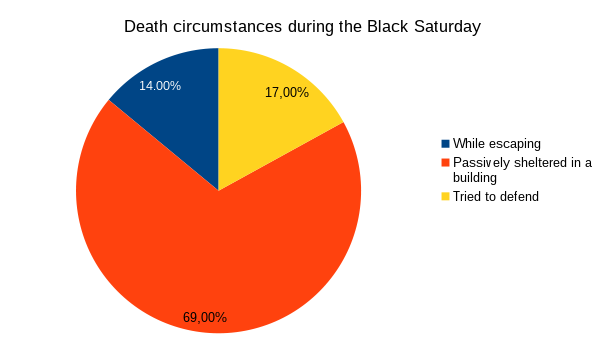 Death circumstances during the Black Saturday
14.00%
17,00%
While escaping
Passively sheltered in a
building
Tried to defend
69,00%